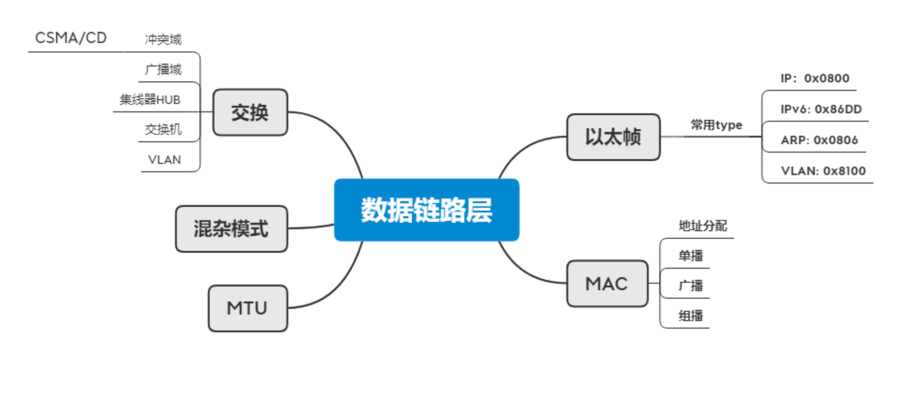 CSMA/CD
冲突域
广播域
集线器HUB
交换机
VLAN
交换
混杂模式
MTU
数据链路层
以太帧
常用type
IP：0x0800
IPv6: 0x86DD
ARP: 0x0806
VLAN: 0x8100
MAC
地址分配
单播
广播
组播